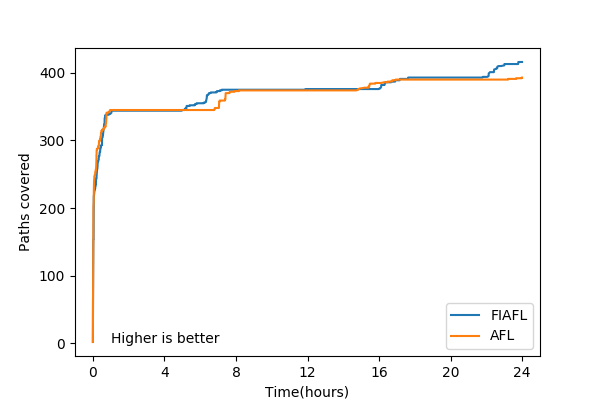 400
300
200
100
0
Paths covered
Higher is better
FIAFL
AFL
0 4 8 12 16 20 24
Time(hours)